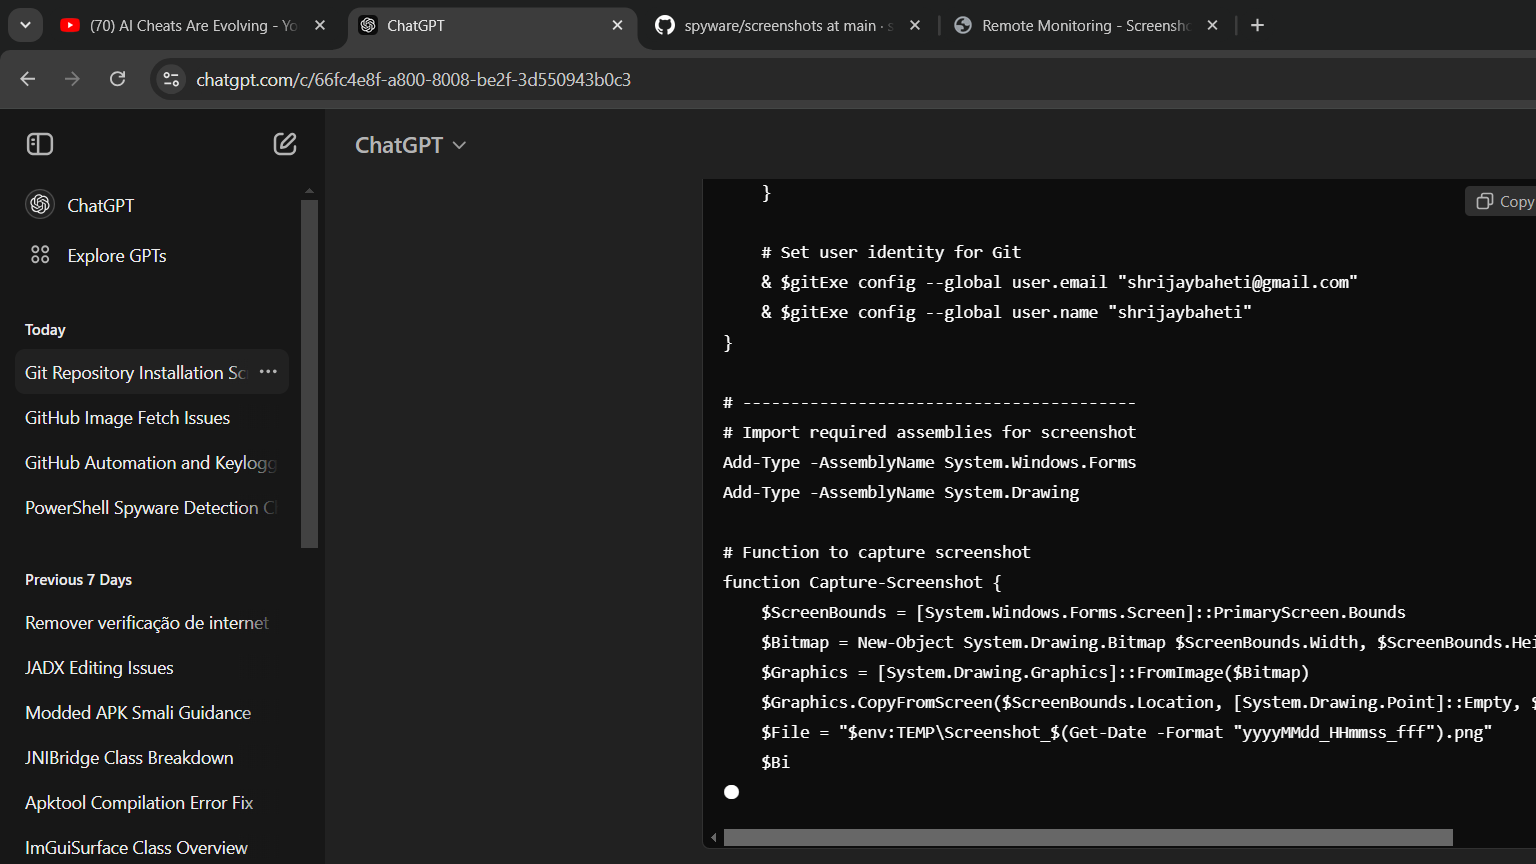 (70) AI Cheats Are Evolving - Yo
ChatGPT
spyware/screenshots at main · s
Remote Monitoring - Screensho
chatgpt.com/c/66fc4e8f-a800-8008-be2f-3d550943b0c3
ChatGPT
Explore GPTs
Today
Git Repository Installation Sc
GitHub Image Fetch Issues
GitHub Automation and Keylogg
PowerShell Spyware Detection C
Previous 7 Days
Remover verificação de internet
JADX Editing Issues
Modded APK Smali Guidance
JNIBridge Class Breakdown
Apktool Compilation Error Fix
ImGuiSurface Class Overview
ChatGPT
Copy
}
# Set user identity for Git
& $gitExe config --global user.email "shrijaybaheti@gmail.com"
& $gitExe config --global user.name "shrijaybaheti"
}
# -----------------------------------------
# Import required assemblies for screenshot
Add-Type -AssemblyName System.Windows.Forms
Add-Type -AssemblyName System.Drawing
# Function to capture screenshot
function Capture-Screenshot {
$ScreenBounds = [System.Windows.Forms.Screen]::PrimaryScreen.Bounds
$Bitmap = New-Object System.Drawing.Bitmap $ScreenBounds.Width, $ScreenBounds.Hei
$Graphics = [System.Drawing.Graphics]::FromImage($Bitmap)
$Graphics.CopyFromScreen($ScreenBounds.Location, [System.Drawing.Point]::Empty, $
$File = "$env:TEMP\Screenshot_$(Get-Date -Format "yyyyMMdd_HHmmss_fff").png"
$Bi